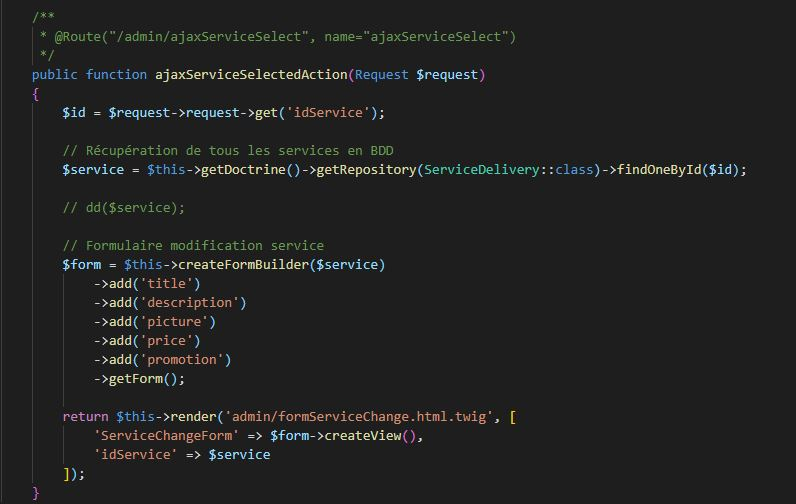 /**
* @Route("/admin/ajaxServiceSelect", name="ajaxServiceSelect")
*/
public function ajaxServiceSelectedAction(Request $request)
{
$id = $request->request->get('idService');
// Récupération de tous les services en BDD
$service = $this->getDoctrine()->getRepository(ServiceDelivery::class)->findOneById($id);
// dd($service);
// Formulaire modification service
$form = $this->createFormBuilder($service)
->add('title')
->add('description')
->add('picture')
->add('price')
->add('promotion')
->getForm();
return $this->render('admin/formServiceChange.html.twig', [
'ServiceChangeForm' => $form->createView(),
'idService' => $service
]);
}